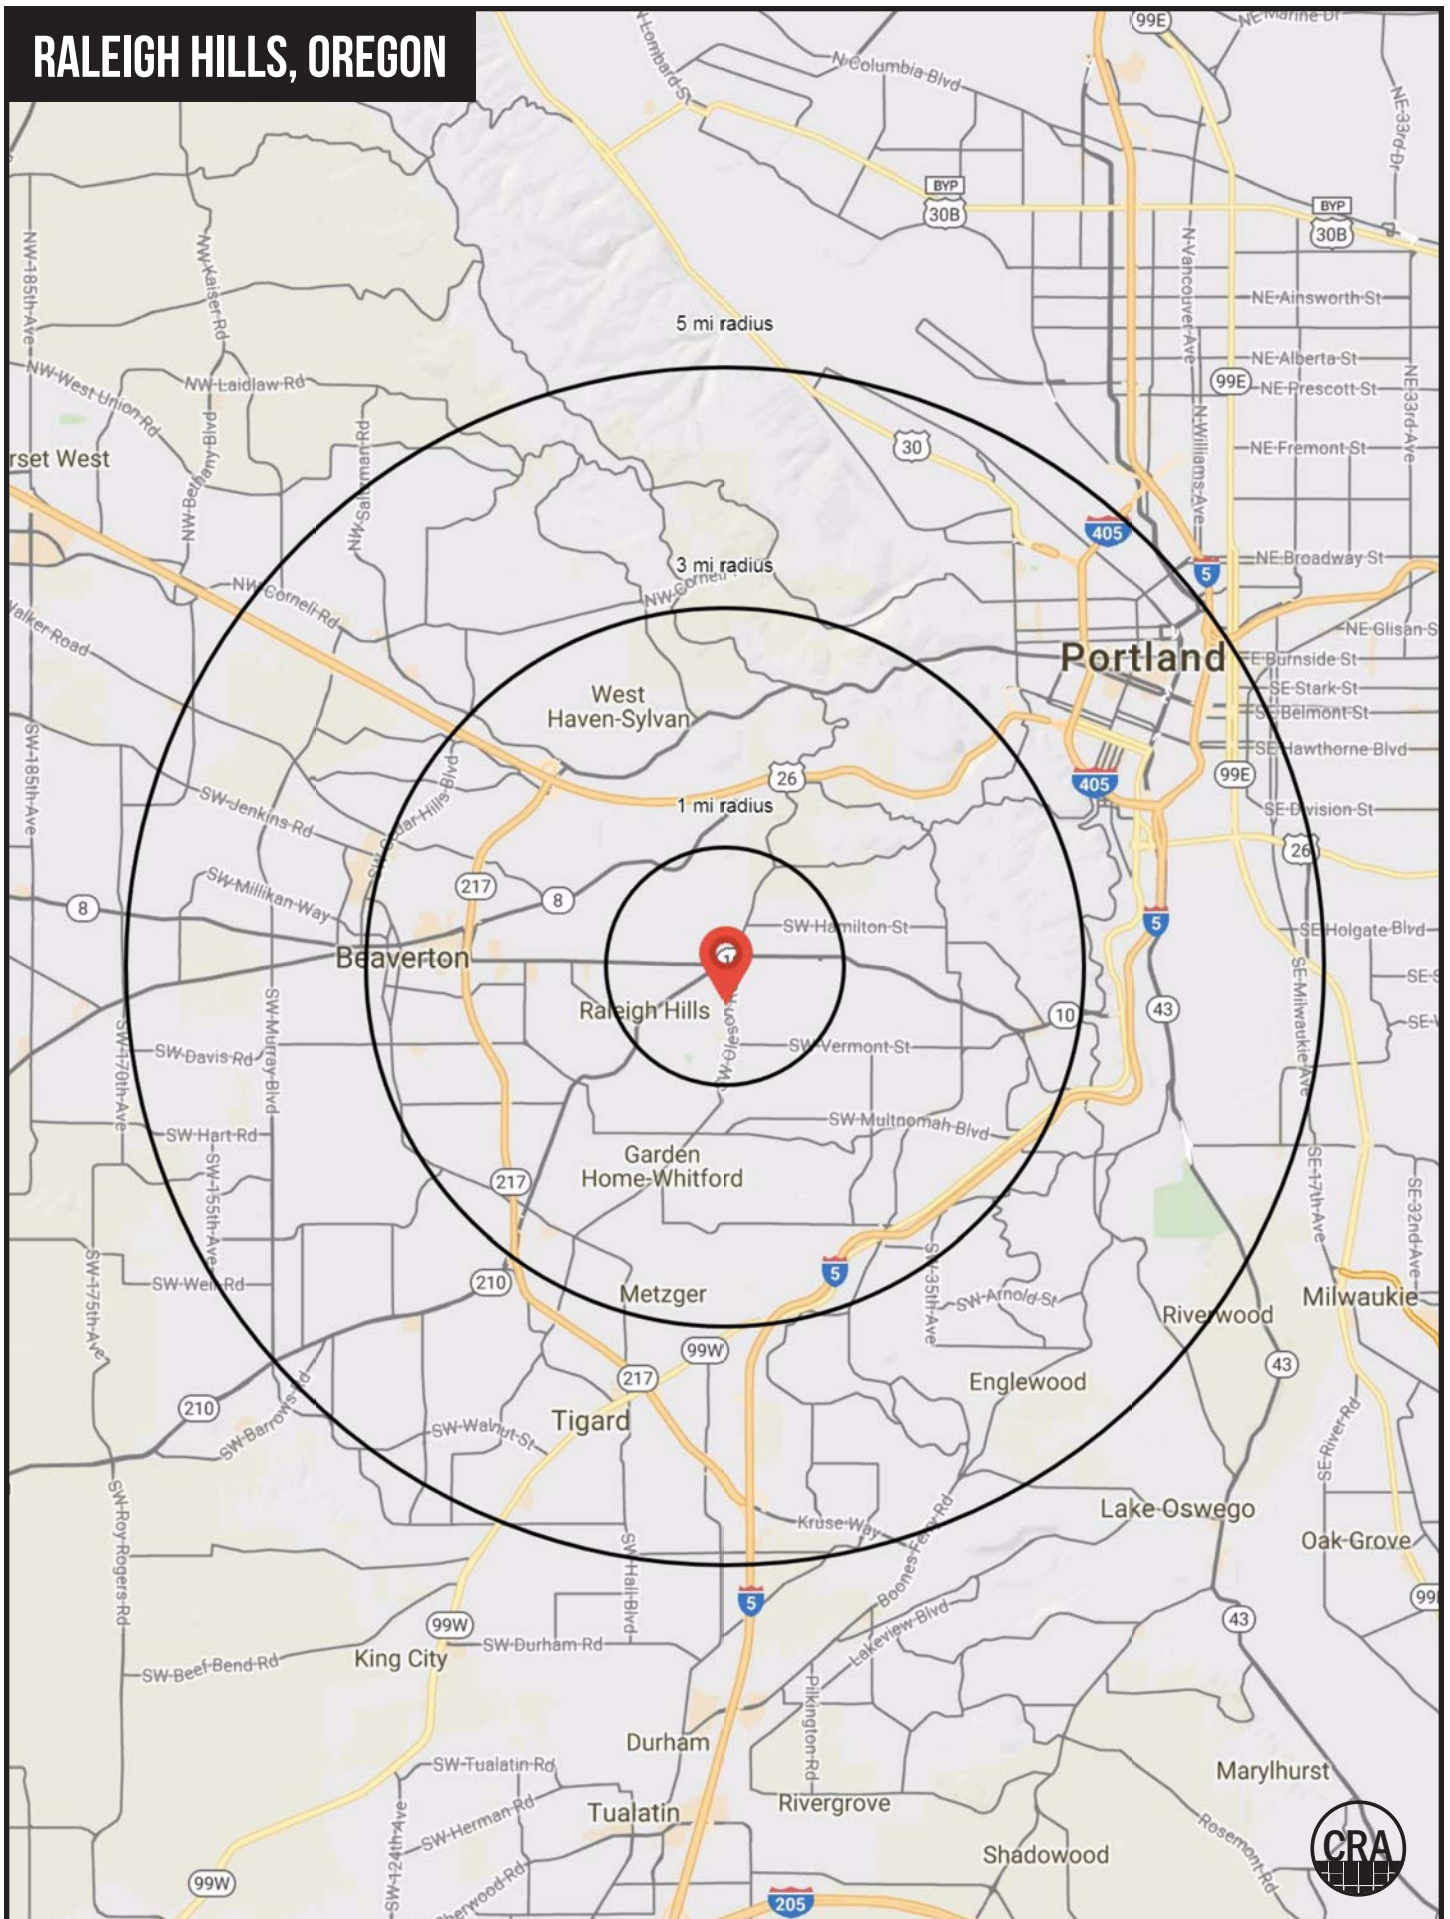 RALEIGH HILLS, OREGON
99E
NE Marine Dr
N Lombard St
N Columbia Blvd
NE 33rd Dr
BYP
30B
BYP
30B
NW 185th Ave
NW Kaiser Rd
N Vancouver Ave
NE Ainsworth St
5 mi radius
NE Alberta St
NW West Union Rd
NW Laidlaw Rd
99E
NE Prescott St
NE 33rd Ave
NW Bethany Blvd
NW Saltzman Rd
N Williams Ave
30
NE Fremont St
rset West
405
3 mi radius
NE Broadway St
5
NW Cornell Rd
NW Cornell
Walker Road
NE Glisan S
Portland
E Burnside St
SE Stark St
West
Haven-Sylvan
SE Belmont St
SW 185th Ave
SE Hawthorne Blvd
26
405
99E
1 mi radius
SW Jenkins Rd
SW Cedar Hills Blvd
SE Division St
26
SW Millikan Way
217
8
8
SW Hamilton St
5
SE Holgate Blvd
Beaverton
10
SE S
Raleigh Hills
SW Oleson R
10
43
SE V
SW Murray Blvd
SW 170th Ave
SW Davis Rd
SW Vermont St
SE Milwaukie Ave
SW Hart Rd
SW Multnomah Blvd
SW 155th Ave
Garden
Home-Whitford
217
SE 17th Ave
SE 32nd Ave
SW 175th Ave
SW Weir Rd
210
Metzger
5
SW 35th Ave
SW Arnold St
Riverwood
Milwaukie
99W
43
217
Englewood
210
SW Barrows Rd
SW Walnut St
Tigard
SE River Rd
SW Roy Rogers Rd
Lake Oswego
Kruse Way
Oak Grove
SW Hall Blvd
Boones Ferry Rd
5
99
99W
43
SW Durham Rd
Lakeview Blvd
King City
SW Beef Bend Rd
Pilkington Rd
Durham
SW Tualatin Rd
Marylhurst
Rivergrove
Tualatin
SW 124th Ave
SW Herman Rd
Rosemont Rd
Shadowood
CRA
99W
herwood Rd
205